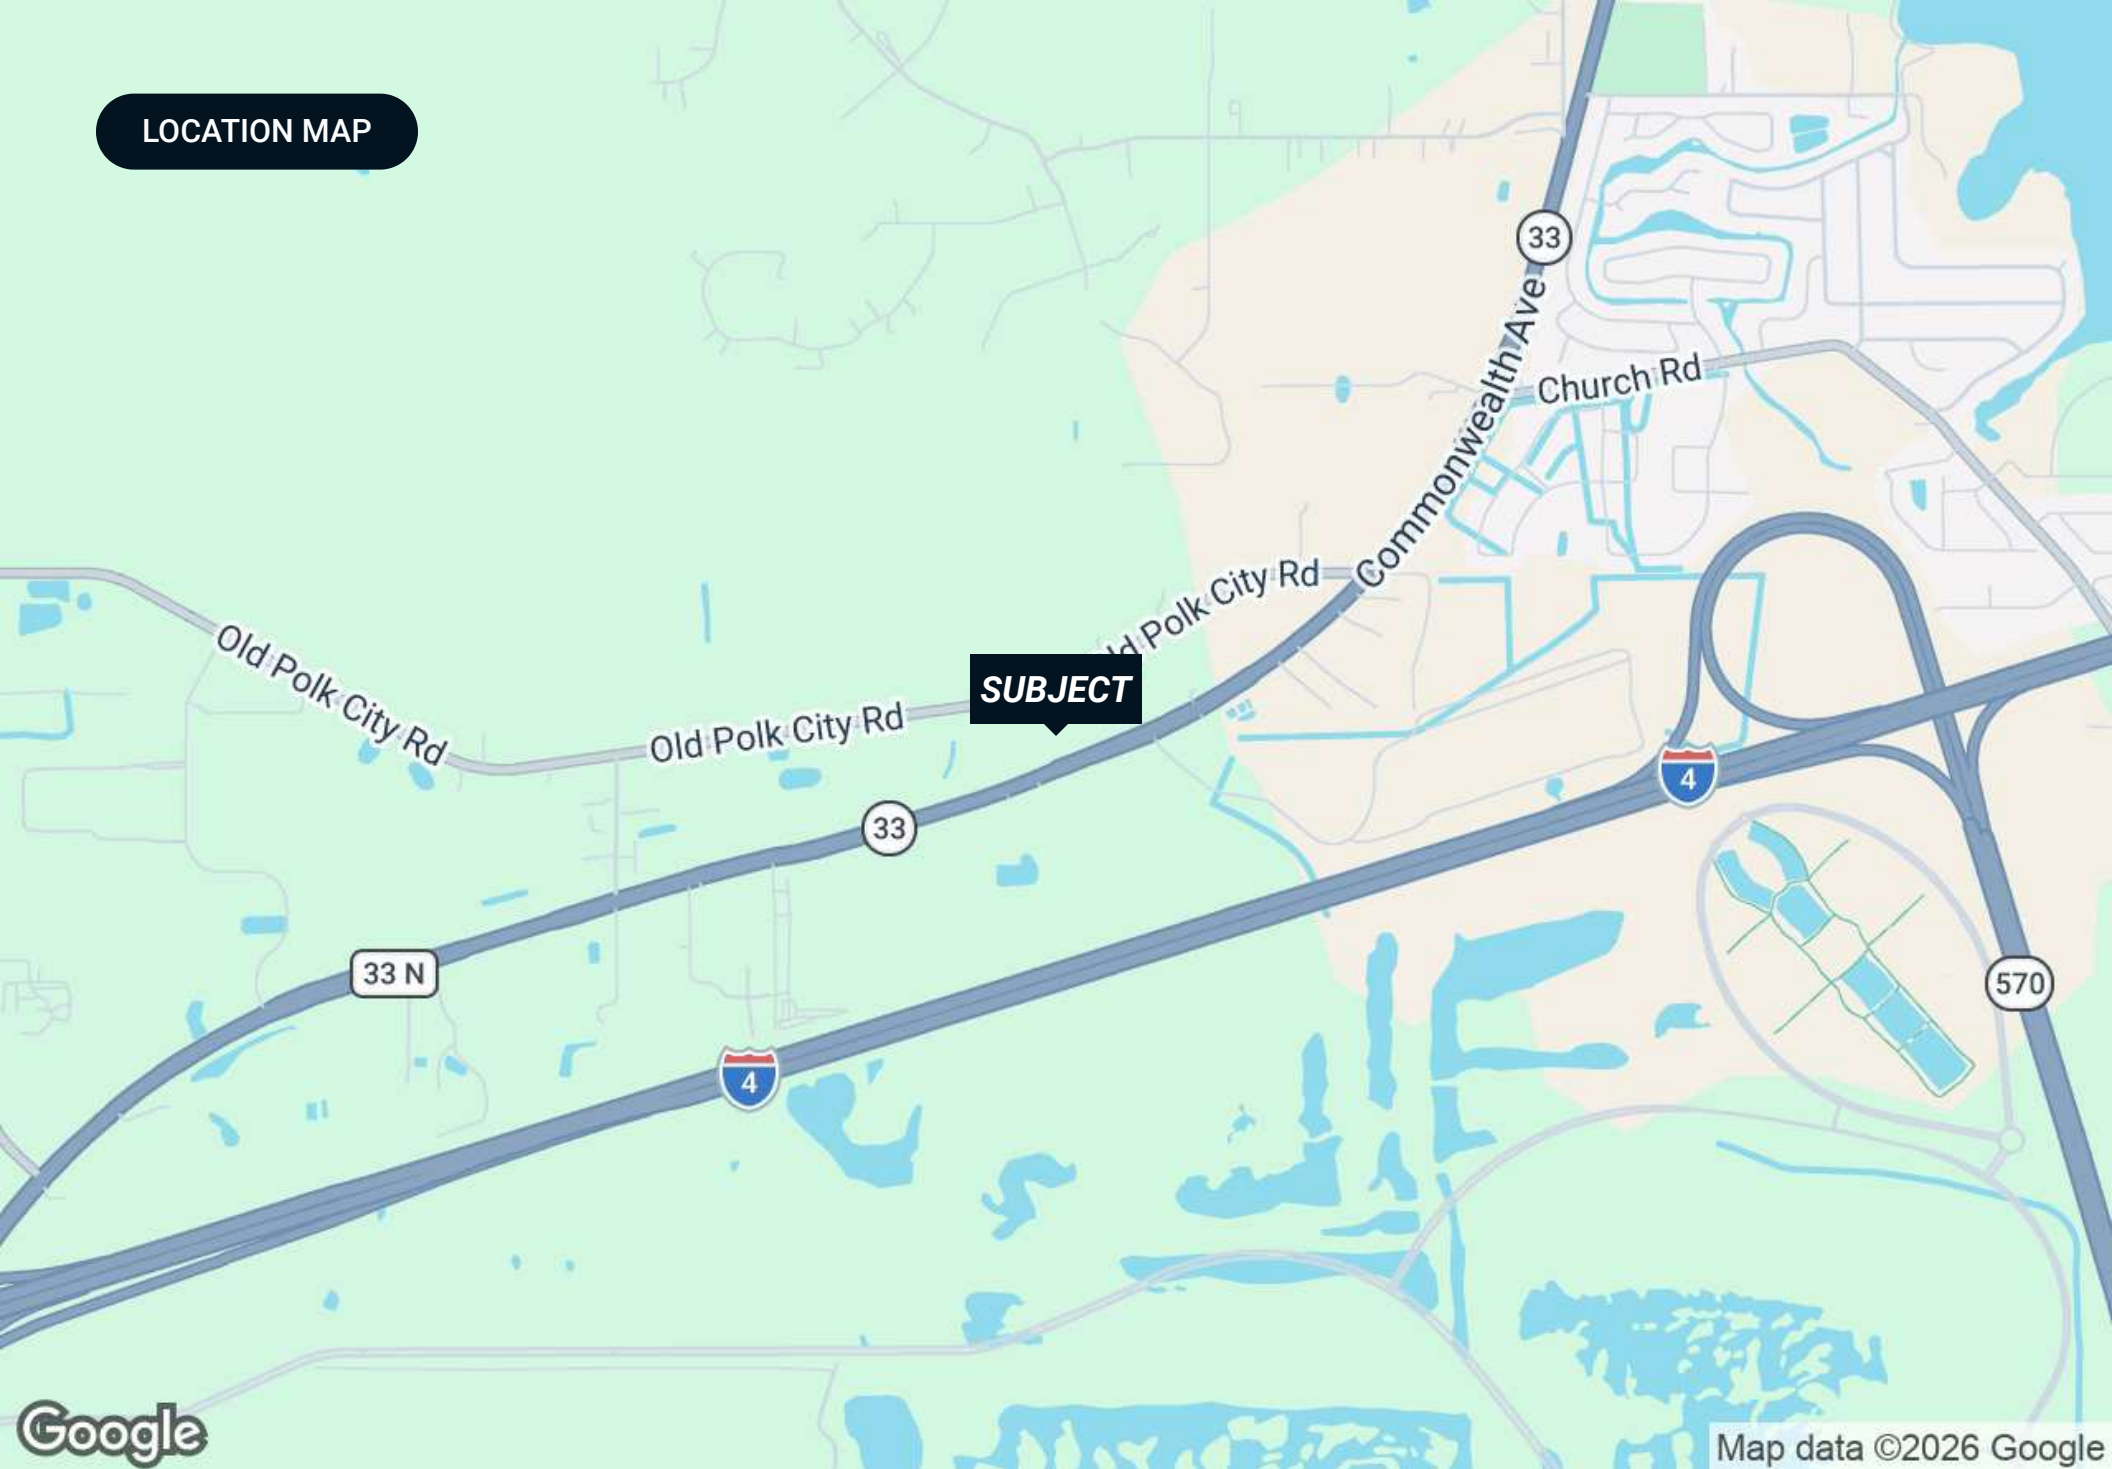 LOCATION MAP
33
Commonwealth Ave
Church Rd
Old Polk City Rd
Old Polk City Rd
SUBJECT
Old Polk City Rd
4
33
33 N
570
4
Google
Map data ©2026 Google